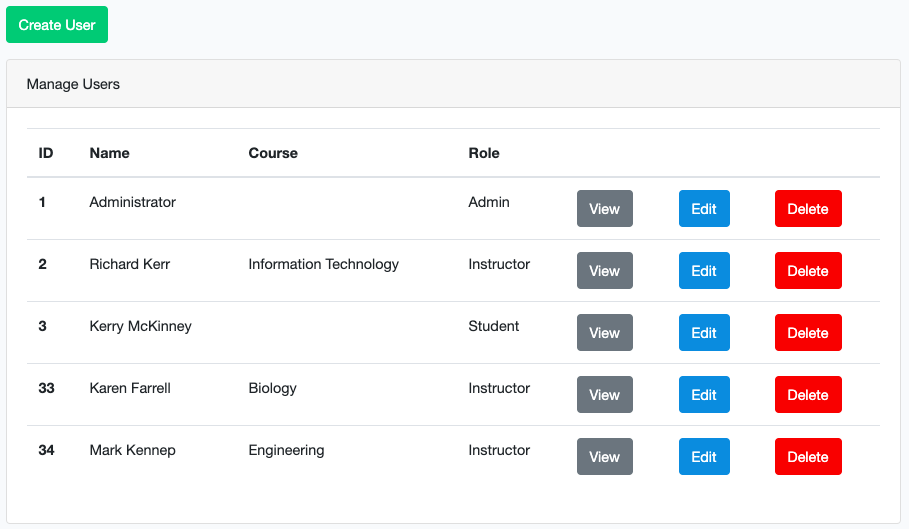 Create User
Manage Users
ID Name Course Role
1 Administrator Admin View Edit Delete
2 Richard Kerr Information Technology Instructor View Edit Delete
3 Kerry McKinney Student View Edit Delete
33 Karen Farrell Biology Instructor View Edit Delete
34 Mark Kennep Engineering Instructor View Edit Delete